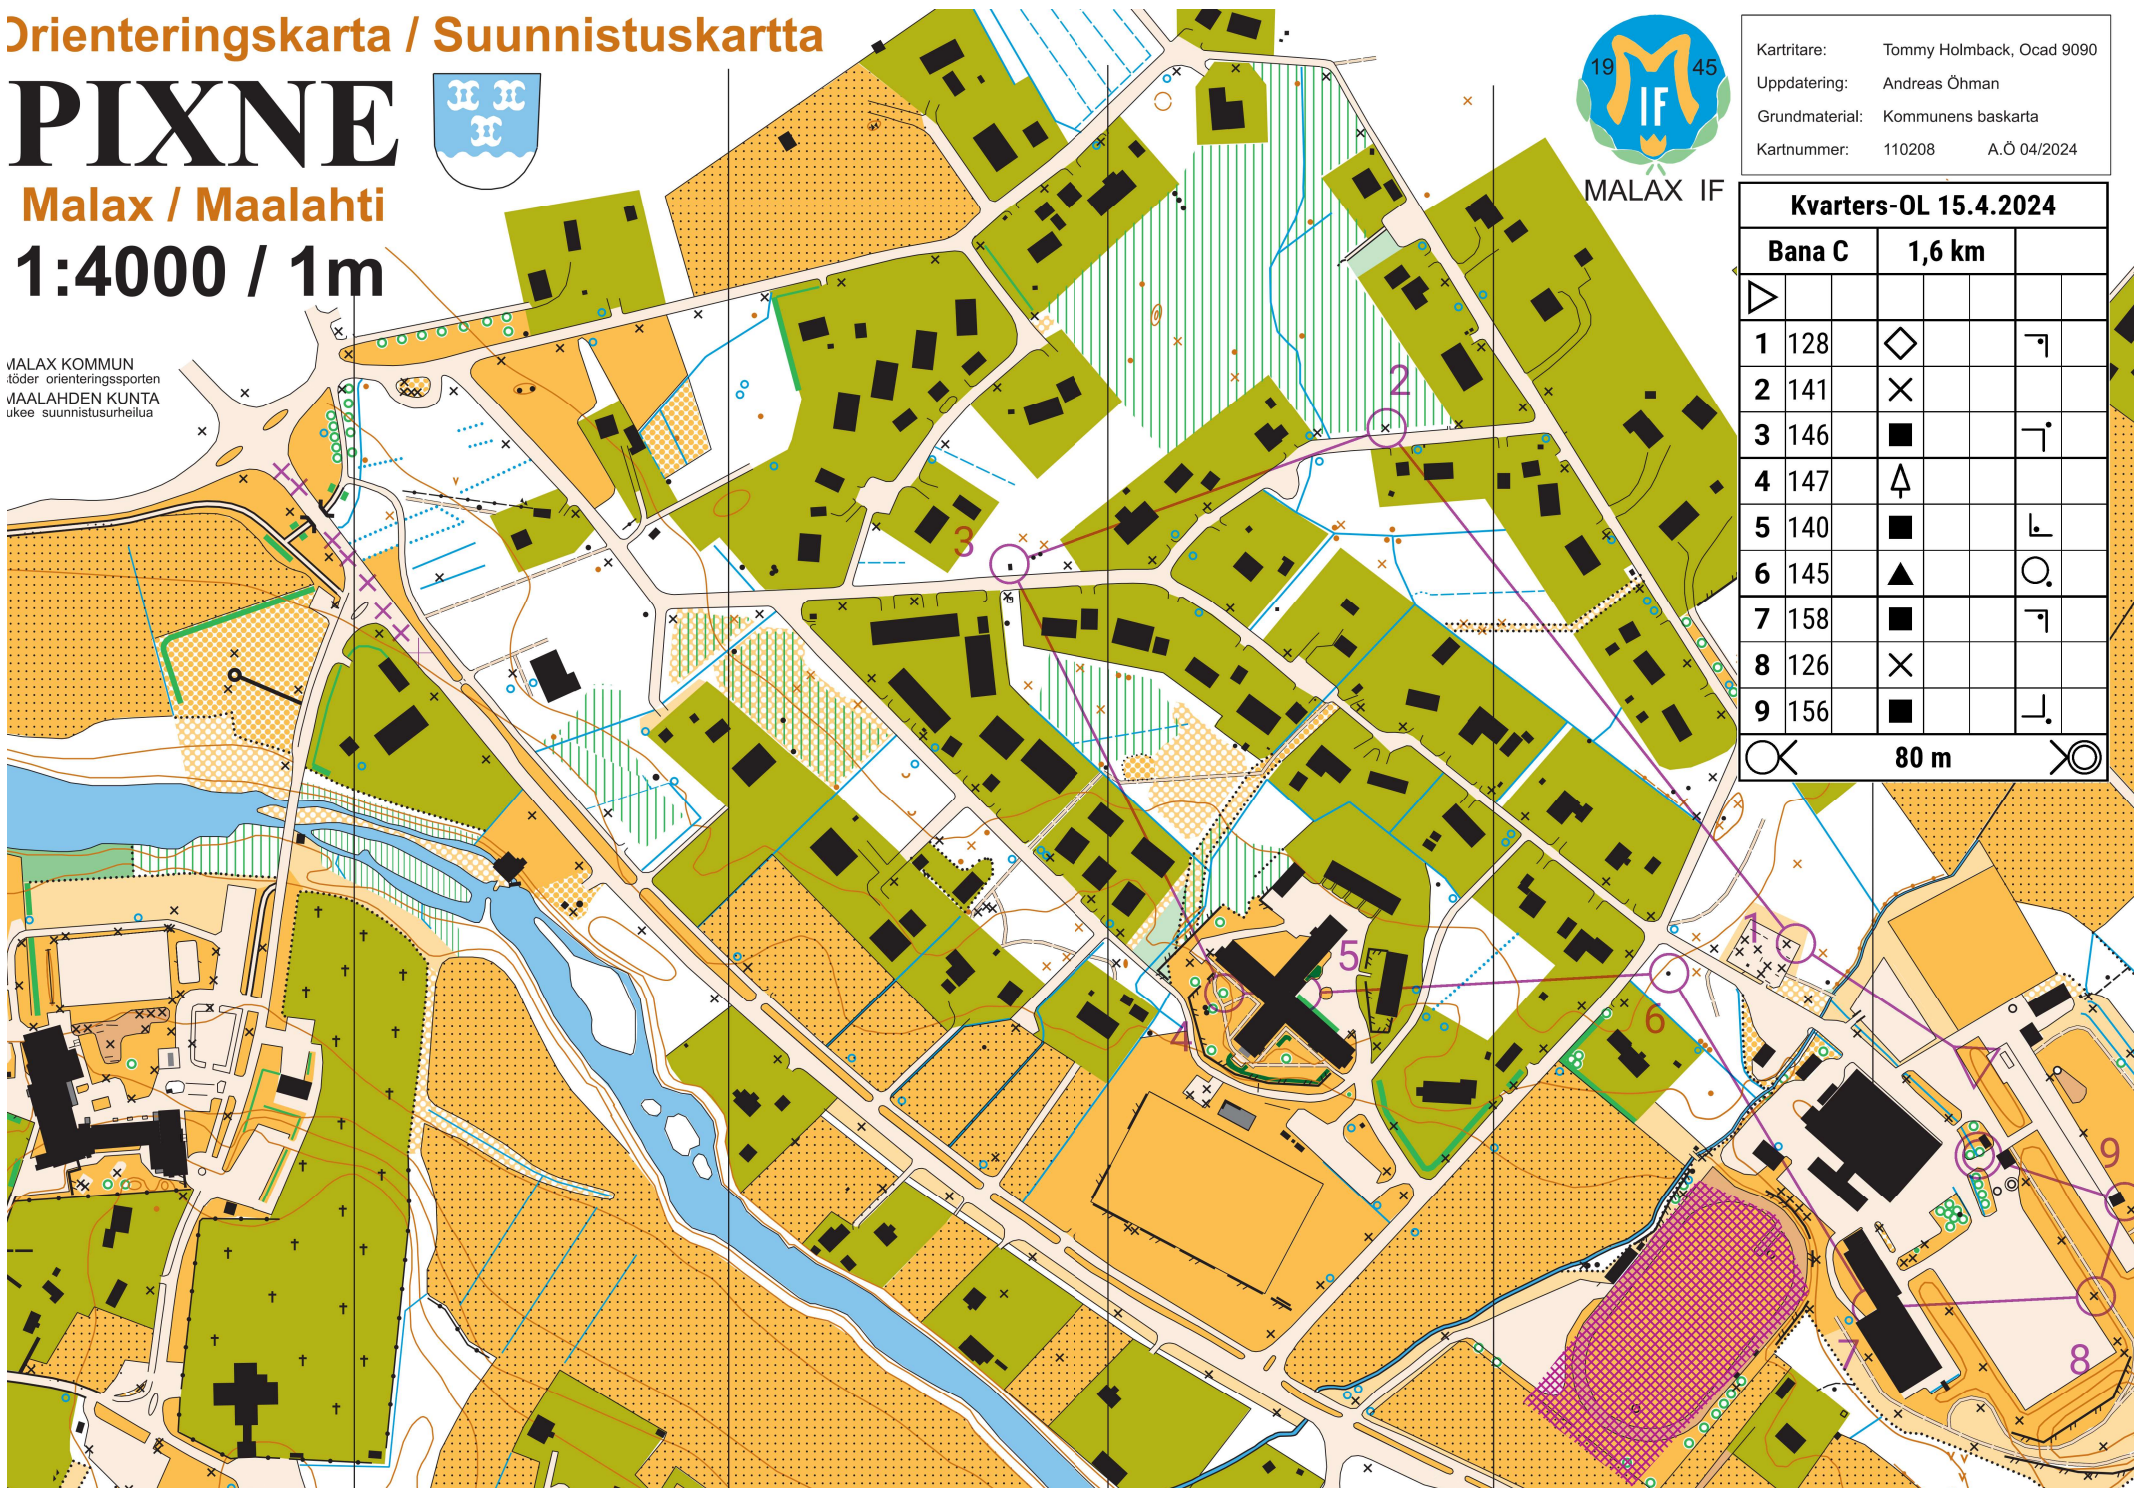 Orienteringskarta / Suunnistuskartta
PIXNE
Malax / Maalahti
1:4000 / 1m
MALAX KOMMUN
stöder orienteringssporten
MAALAHDEN KUNTA
tukee suunnistusurheilua
19 45
IF
MALAX IF
Kartritare: Tommy Holmback, Ocad 9090
Uppdatering: Andreas Öhman
Grundmaterial: Kommunens baskarta
Kartnummer: 110208 A.Ö 04/2024
Kvarters-OL 15.4.2024
Bana C 1,6 km
1 128
2 141
3 146
4 147
5 140
6 145
7 158
8 126
9 156
80 m
2
3
1
5
4
6
9
7
8